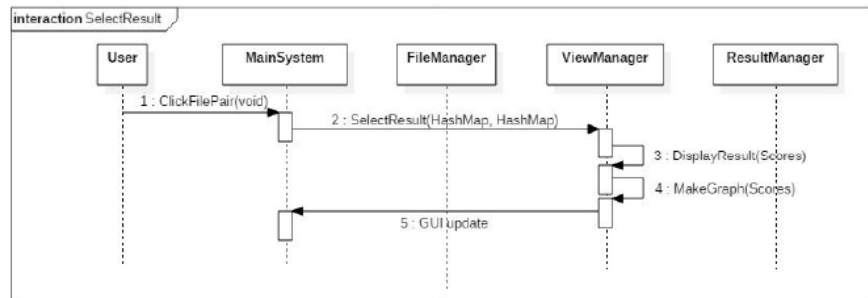 interaction SelectResult
User
MainSystem
FileManager
ViewManager
ResultManager
1 : ClickFilePair(void)
2 : SelectResult(HashMap, HashMap)
3 : DisplayResult(Scores)
4 : MakeGraph(Scores)
5 : GUI update